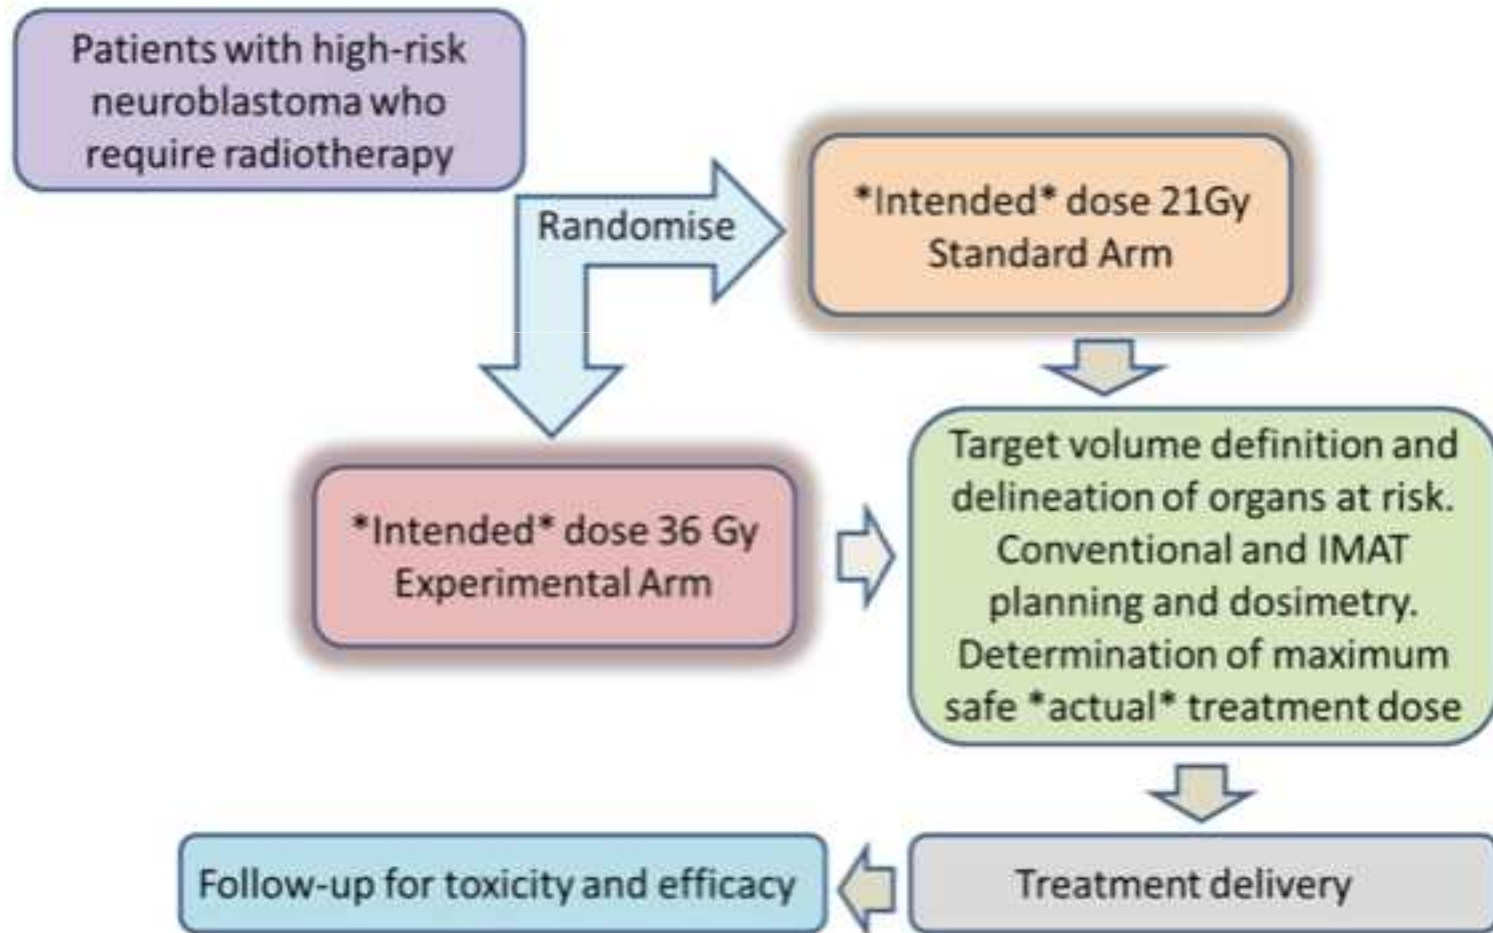 Patients with high-risk
neuroblastoma who
require radiotherapy
Randomise
*Intended* dose 21Gy
Standard Arm
*Intended* dose 36 Gy
Experimental Arm
Target volume definition and
delineation of organs at risk.
Conventional and IMAT
planning and dosimetry.
Determination of maximum
safe *actual* treatment dose
Treatment delivery
Follow-up for toxicity and efficacy